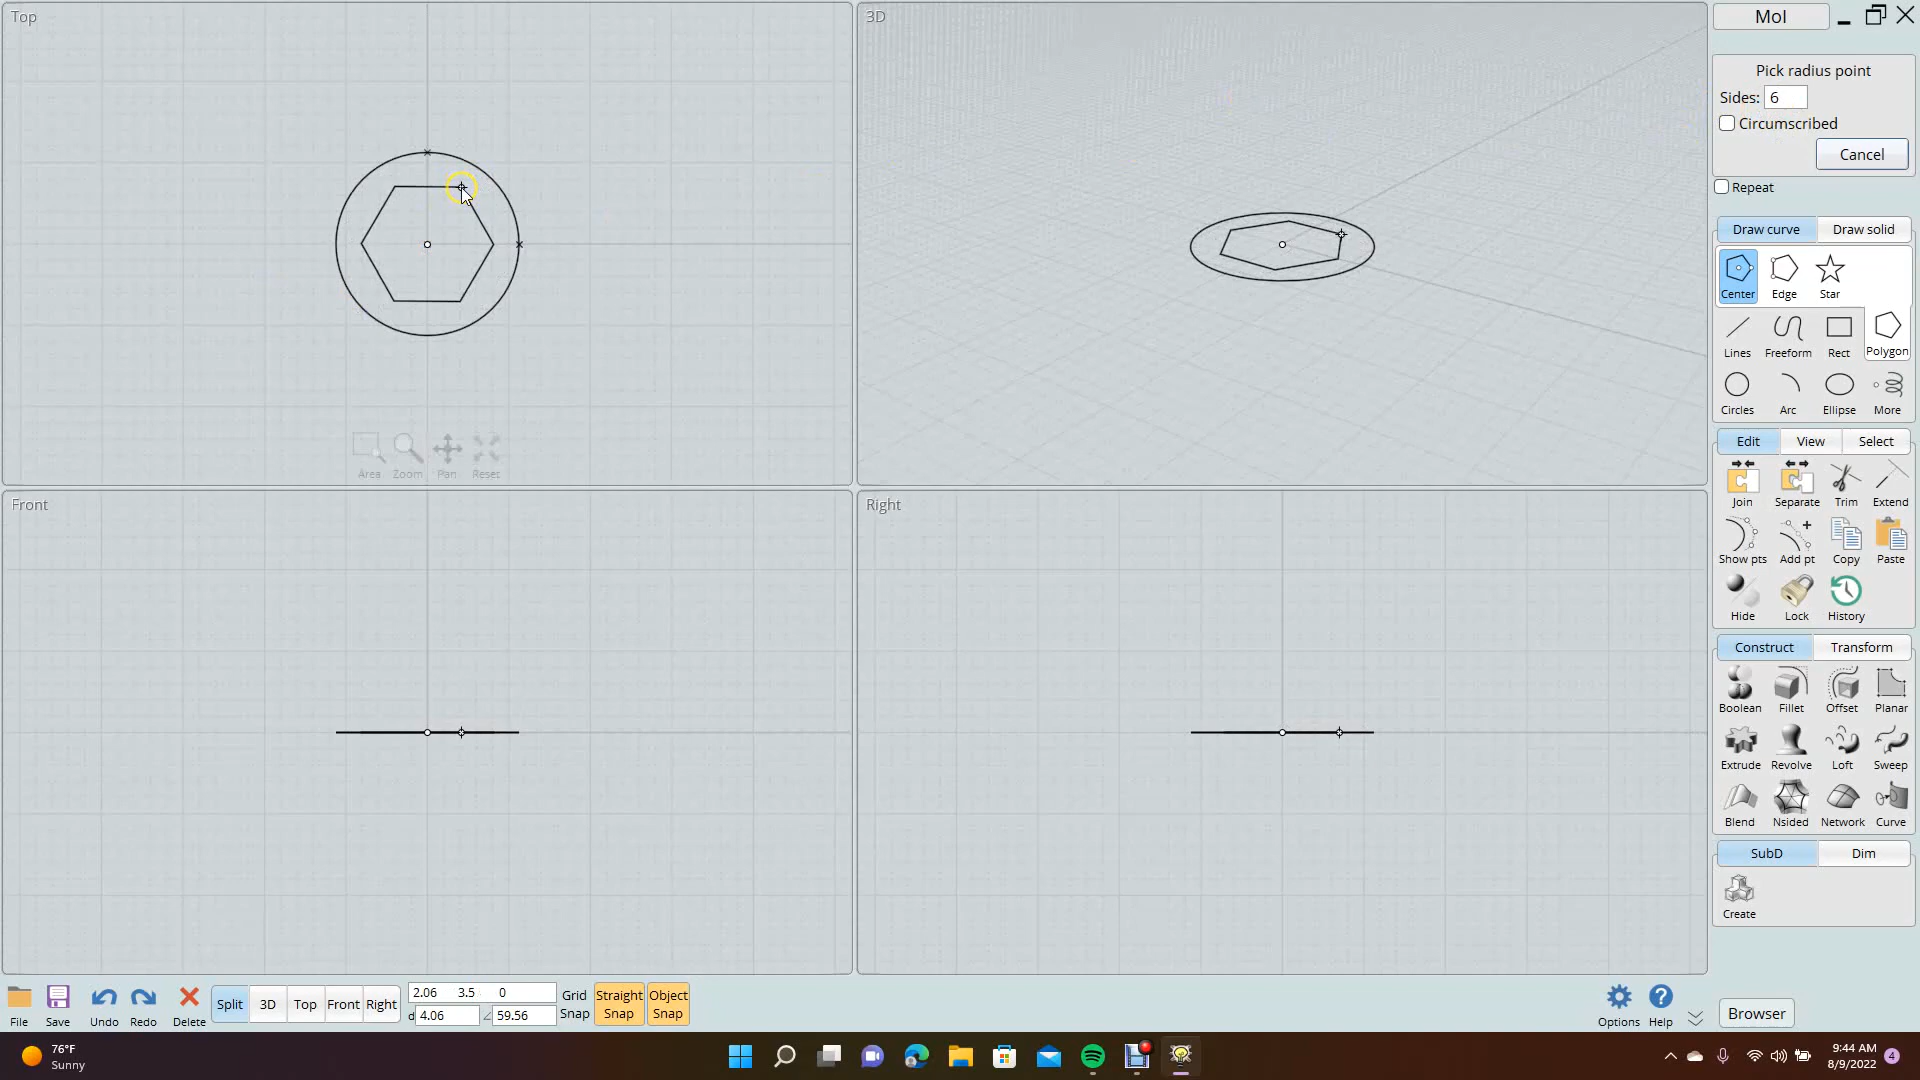 Top
3D
Front
Right
MoI
Pick radius point
Sides: 6
Circumscribed
Cancel
Repeat
Draw curve Draw solid
Center Edge Star
Lines Freeform Rect Polygon
Circles Arc Ellipse More
Edit View Select
Join Separate Trim Extend
Show pts Add pt Copy Paste
Hide Lock History
Construct Transform
Boolean Fillet Offset Planar
Extrude Revolve Loft Sweep
Blend Nsided Network Curve
SubD Dim
Create
Area Zoom Pan Reset
File Save Undo Redo Delete
Split 3D Top Front Right
2.06 3.5 0
d 4.06 ∠ 59.56
Grid Snap
Straight Snap
Object Snap
Options Help
Browser
76°F
Sunny
9:44 AM
8/9/2022
4